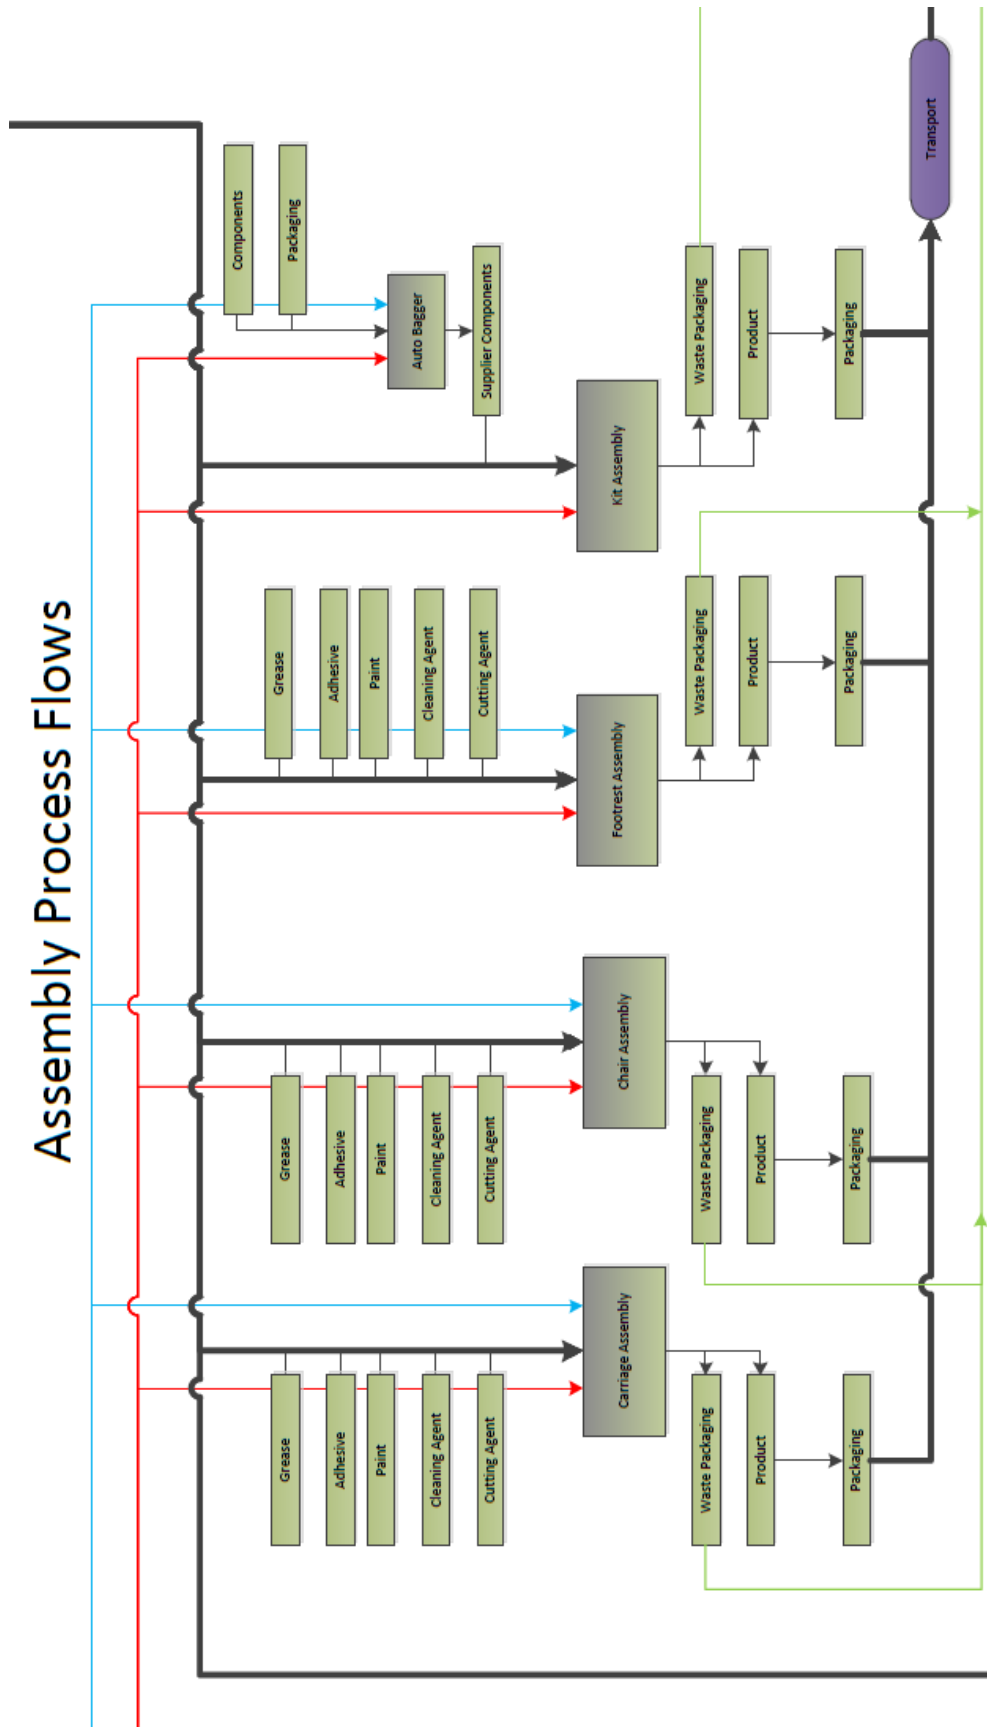 Assembly Process Flows
Grease
Adhesive
Paint
Cleaning Agent
Cutting Agent
Carriage Assembly
Waste Packaging
Product
Packaging
Grease
Adhesive
Paint
Cleaning Agent
Cutting Agent
Chair Assembly
Waste Packaging
Product
Packaging
Grease
Adhesive
Paint
Cleaning Agent
Cutting Agent
Footrest Assembly
Waste Packaging
Product
Packaging
Components
Packaging
Auto Bagger
Supplier Components
Kit Assembly
Waste Packaging
Product
Packaging
Transport